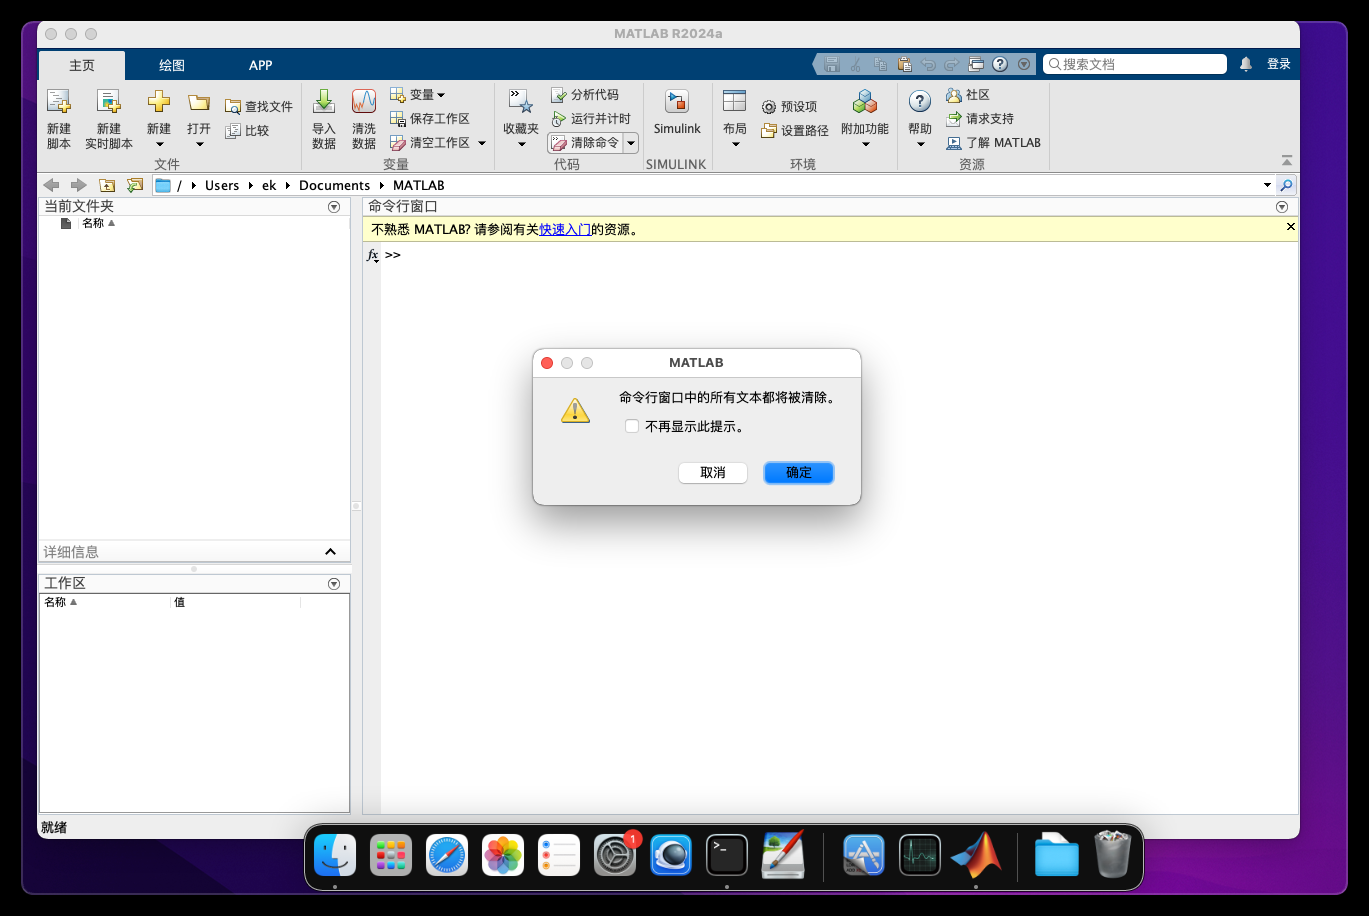 MATLAB R2024a
主页
绘图
APP
搜索文档
登录
新建
脚本
新建
实时脚本
新建
打开
查找文件
比较
文件
导入
数据
清洗
数据
变量
保存工作区
清空工作区
变量
收藏夹
分析代码
运行并计时
清除命令
代码
Simulink
SIMULINK
布局
预设项
设置路径
附加功能
环境
帮助
社区
请求支持
了解 MATLAB
资源
/ Users ek Documents MATLAB
当前文件夹
名称
命令行窗口
不熟悉 MATLAB? 请参阅有关快速入门的资源。
fx >>
MATLAB
命令行窗口中的所有文本都将被清除。
不再显示此提示。
取消
确定
详细信息
工作区
名称
值
就绪
1
>_